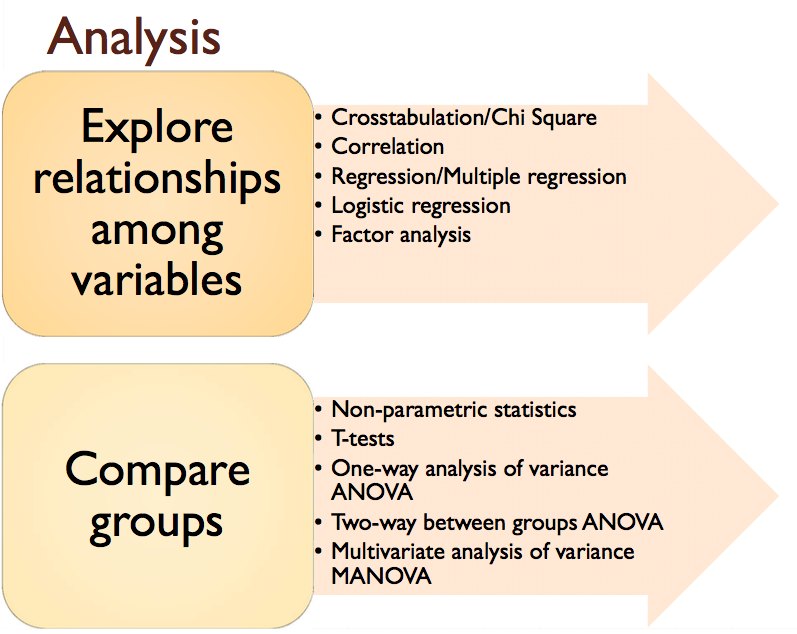 Analysis
Explore
relationships
among
variables
• Crosstabulation/Chi Square
• Correlation
• Regression/Multiple regression
• Logistic regression
• Factor analysis
Compare
groups
• Non-parametric statistics
• T-tests
• One-way analysis of variance
ANOVA
• Two-way between groups ANOVA
• Multivariate analysis of variance
MANOVA